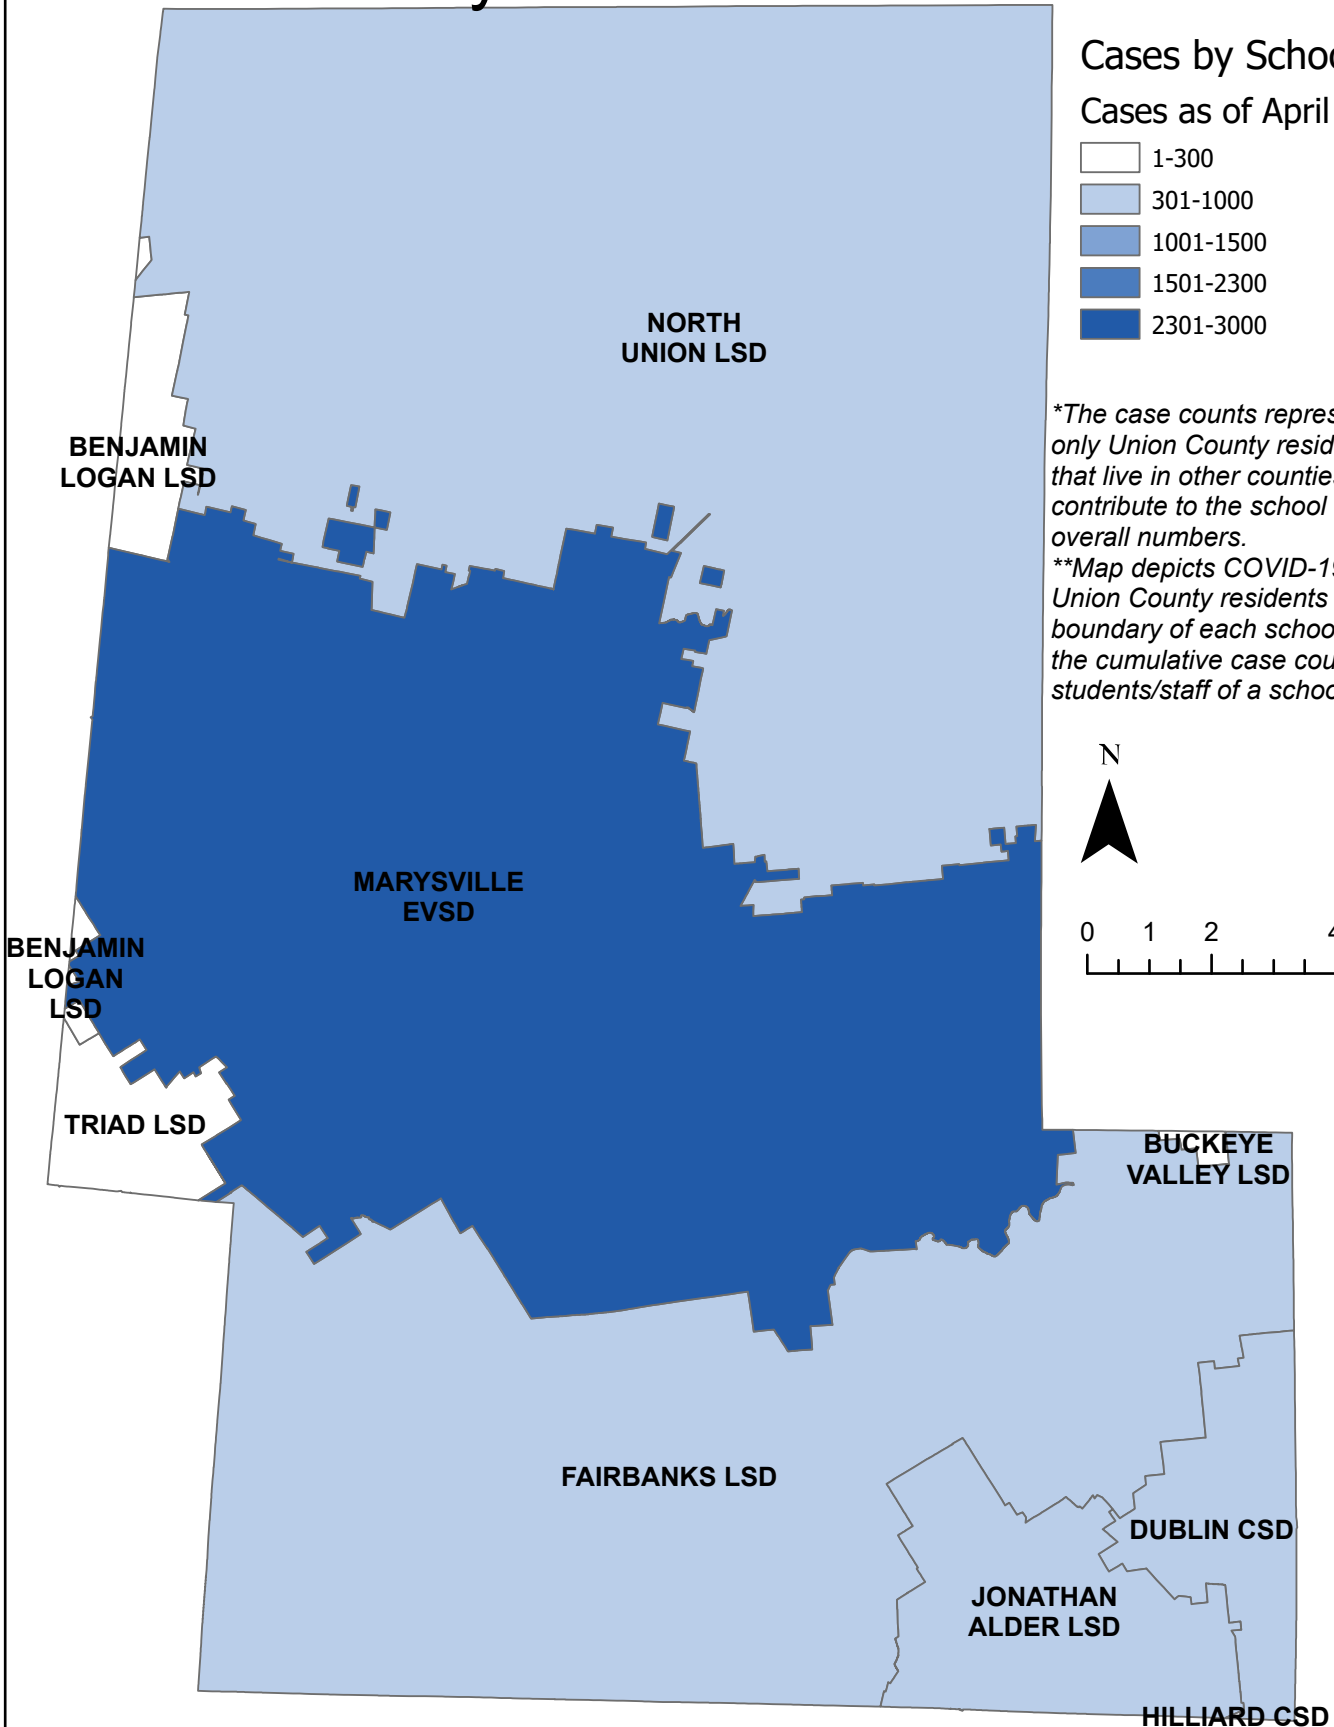 Cases by Schoo
Cases as of April
1-300
301-1000
1001-1500
1501-2300
2301-3000
*The case counts repres
only Union County resid
that live in other counties
contribute to the school
overall numbers.
**Map depicts COVID-19
Union County residents
boundary of each schoo
the cumulative case cou
students/staff of a schoo
N
0 1 2 4
NORTH
UNION LSD
BENJAMIN
LOGAN LSD
MARYSVILLE
EVSD
BENJAMIN
LOGAN
LSD
TRIAD LSD
BUCKEYE
VALLEY LSD
FAIRBANKS LSD
DUBLIN CSD
JONATHAN
ALDER LSD
HILLIARD CSD